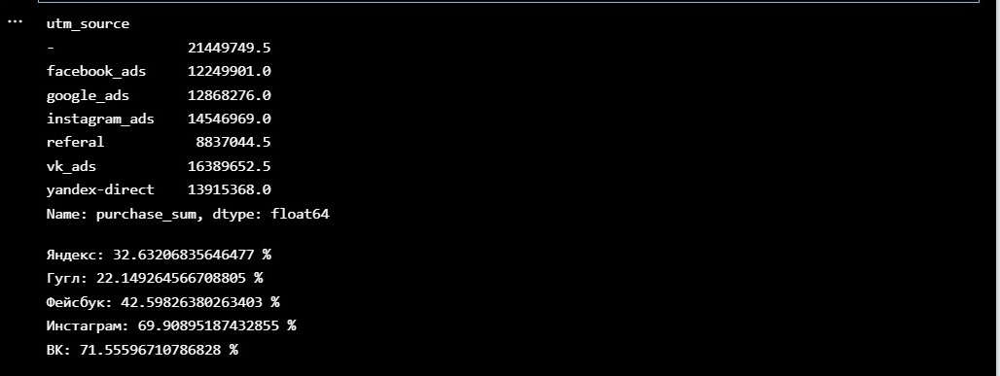 ...
utm_source
- 21449749.5
facebook_ads 12249901.0
google_ads 12868276.0
instagram_ads 14546969.0
referal 8837044.5
vk_ads 16389652.5
yandex-direct 13915368.0
Name: purchase_sum, dtype: float64
Яндекс: 32.63206835646477 %
Гугл: 22.149264566708805 %
Фейсбук: 42.59826380263403 %
Инстаграм: 69.90895187432855 %
ВК: 71.55596710786828 %